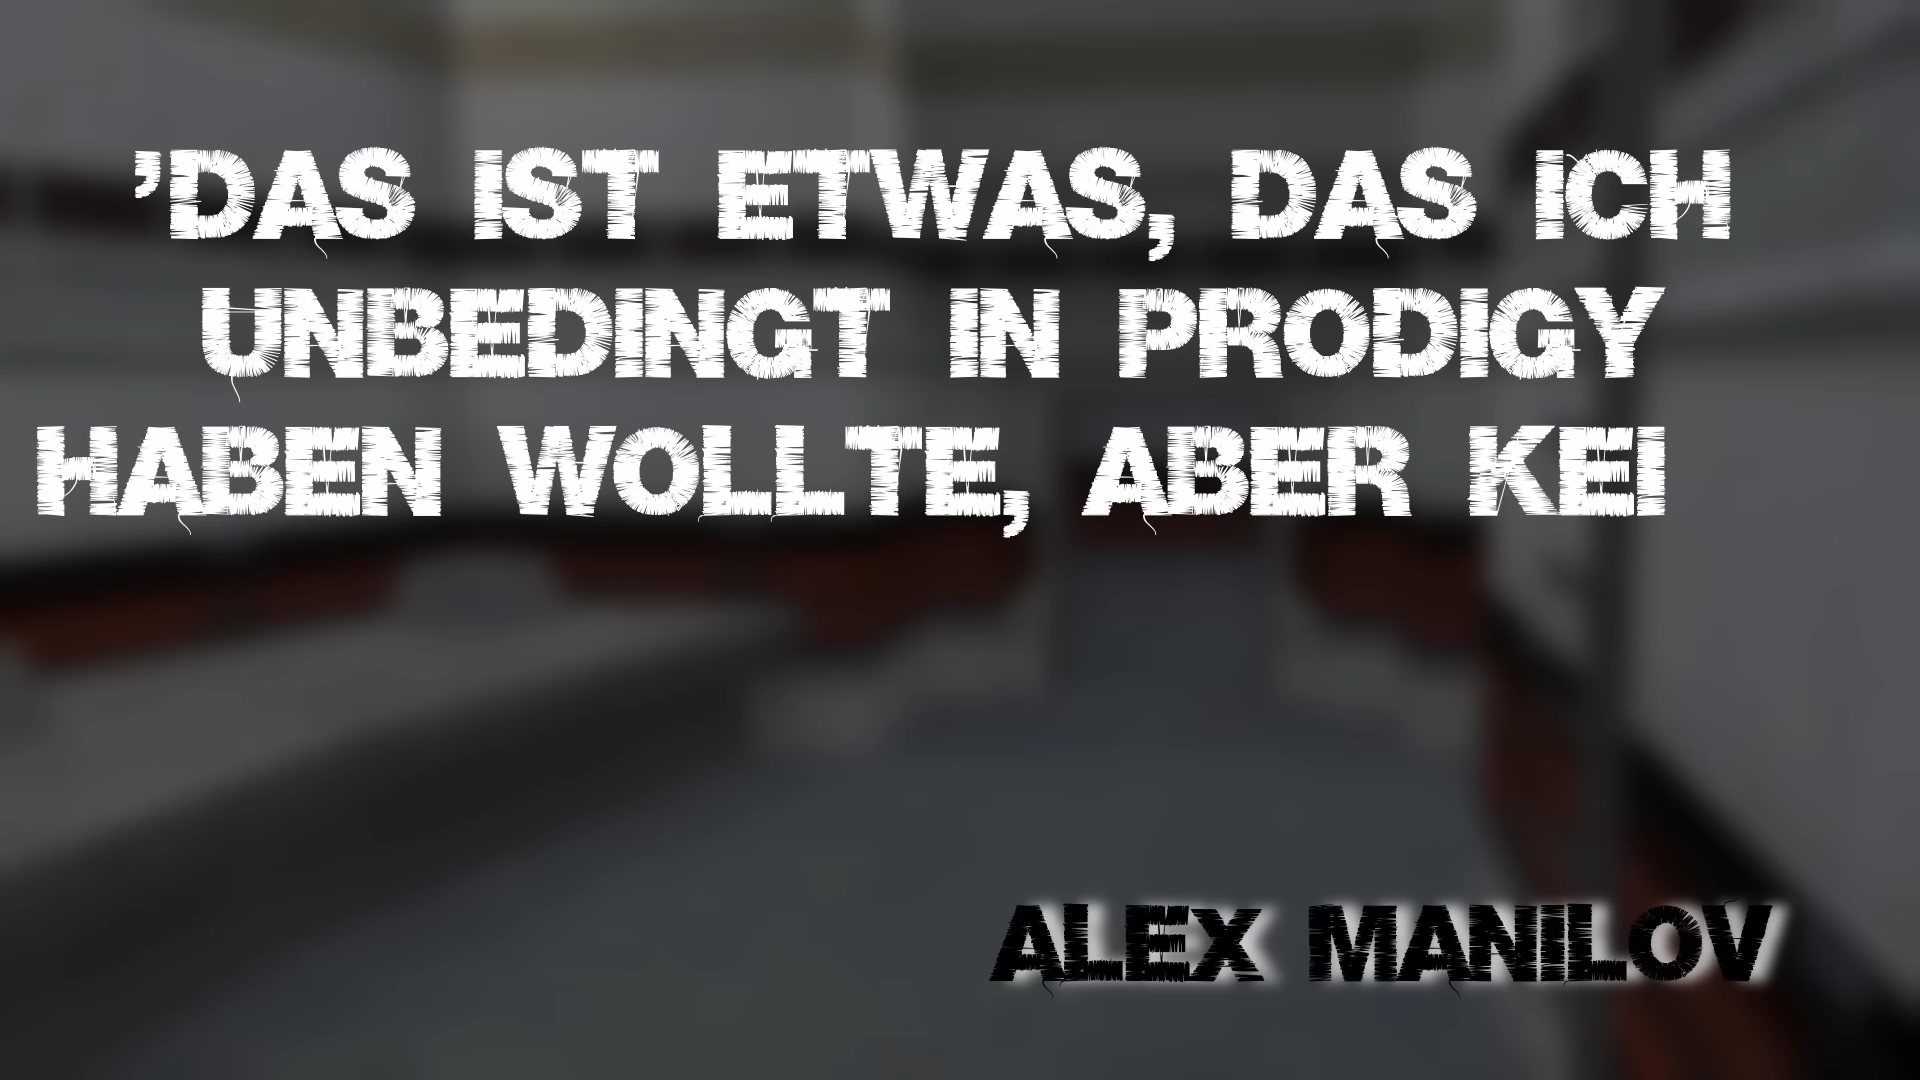 'DAS IST ETWAS, DAS ICH
UNBEDINGT IN PRODIGY
HABEN WOLLTE, ABER KEI
ALEX MANILOV